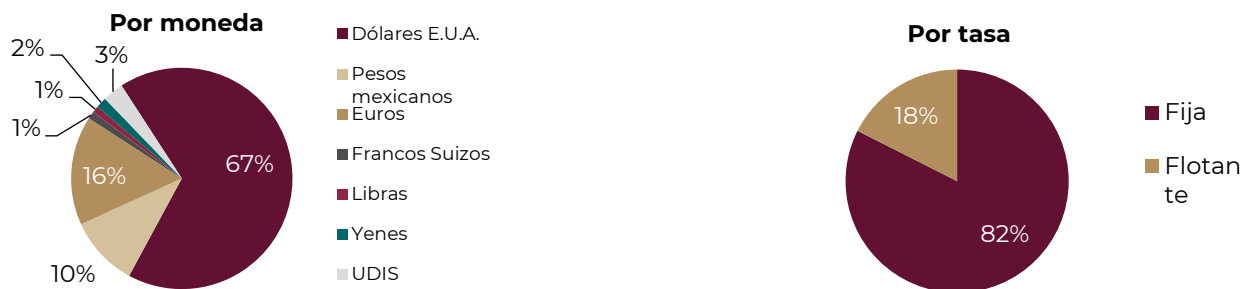 Por moneda
2%
3%
1%
1%
16%
10%
67%
Dólares E.U.A.
Pesos
mexicanos
Euros
Francos Suizos
Libras
Yenes
UDIS
Por tasa
18%
82%
Fija
Flotan
te